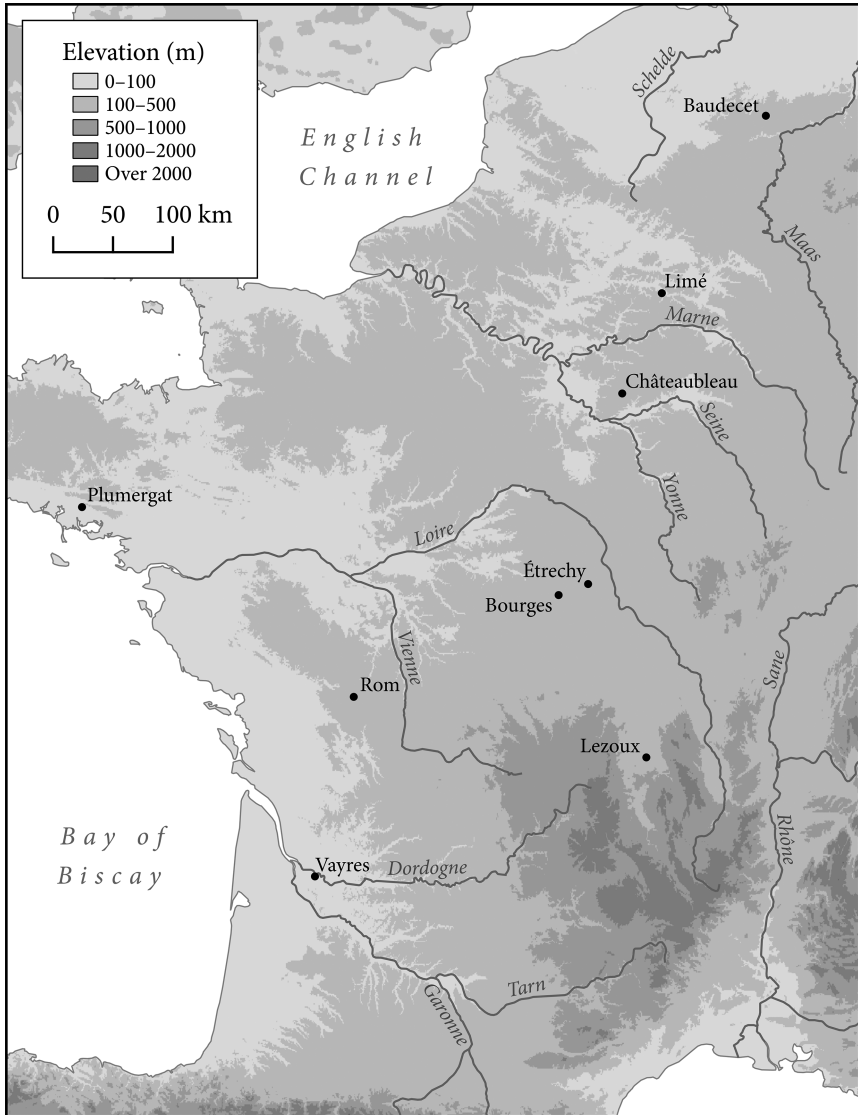 Elevation (m)
0–100
100–500
500–1000
1000–2000
Over 2000
0 50 100 km
English
Channel
Schelde
Baudecet
Maas
Limé
Marne
Châteaubleau
Seine
Yonne
Plumergat
Loire
Étrechy
Bourges
Vienne
Rom
Sane
Lezoux
Rhône
Bay of
Biscay
Vayres
Dordogne
Tarn
Garonne